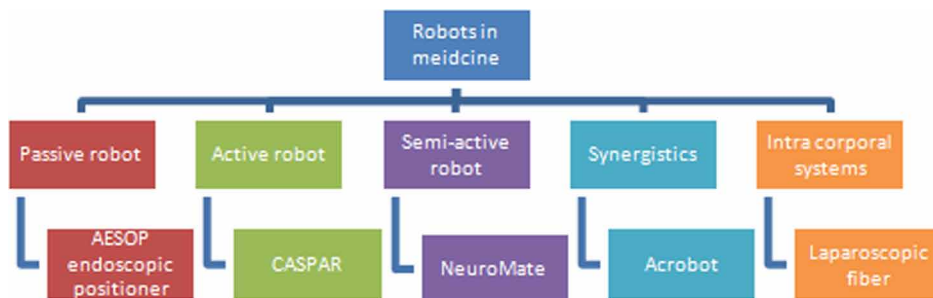 Robots in
meidcine
Passive robot
Active robot
Semi-active
robot
Synergistics
Intra corporal
systems
AESOP
endoscopic
positioner
CASPAR
NeuroMate
Acrobot
Laparoscopic
fiber